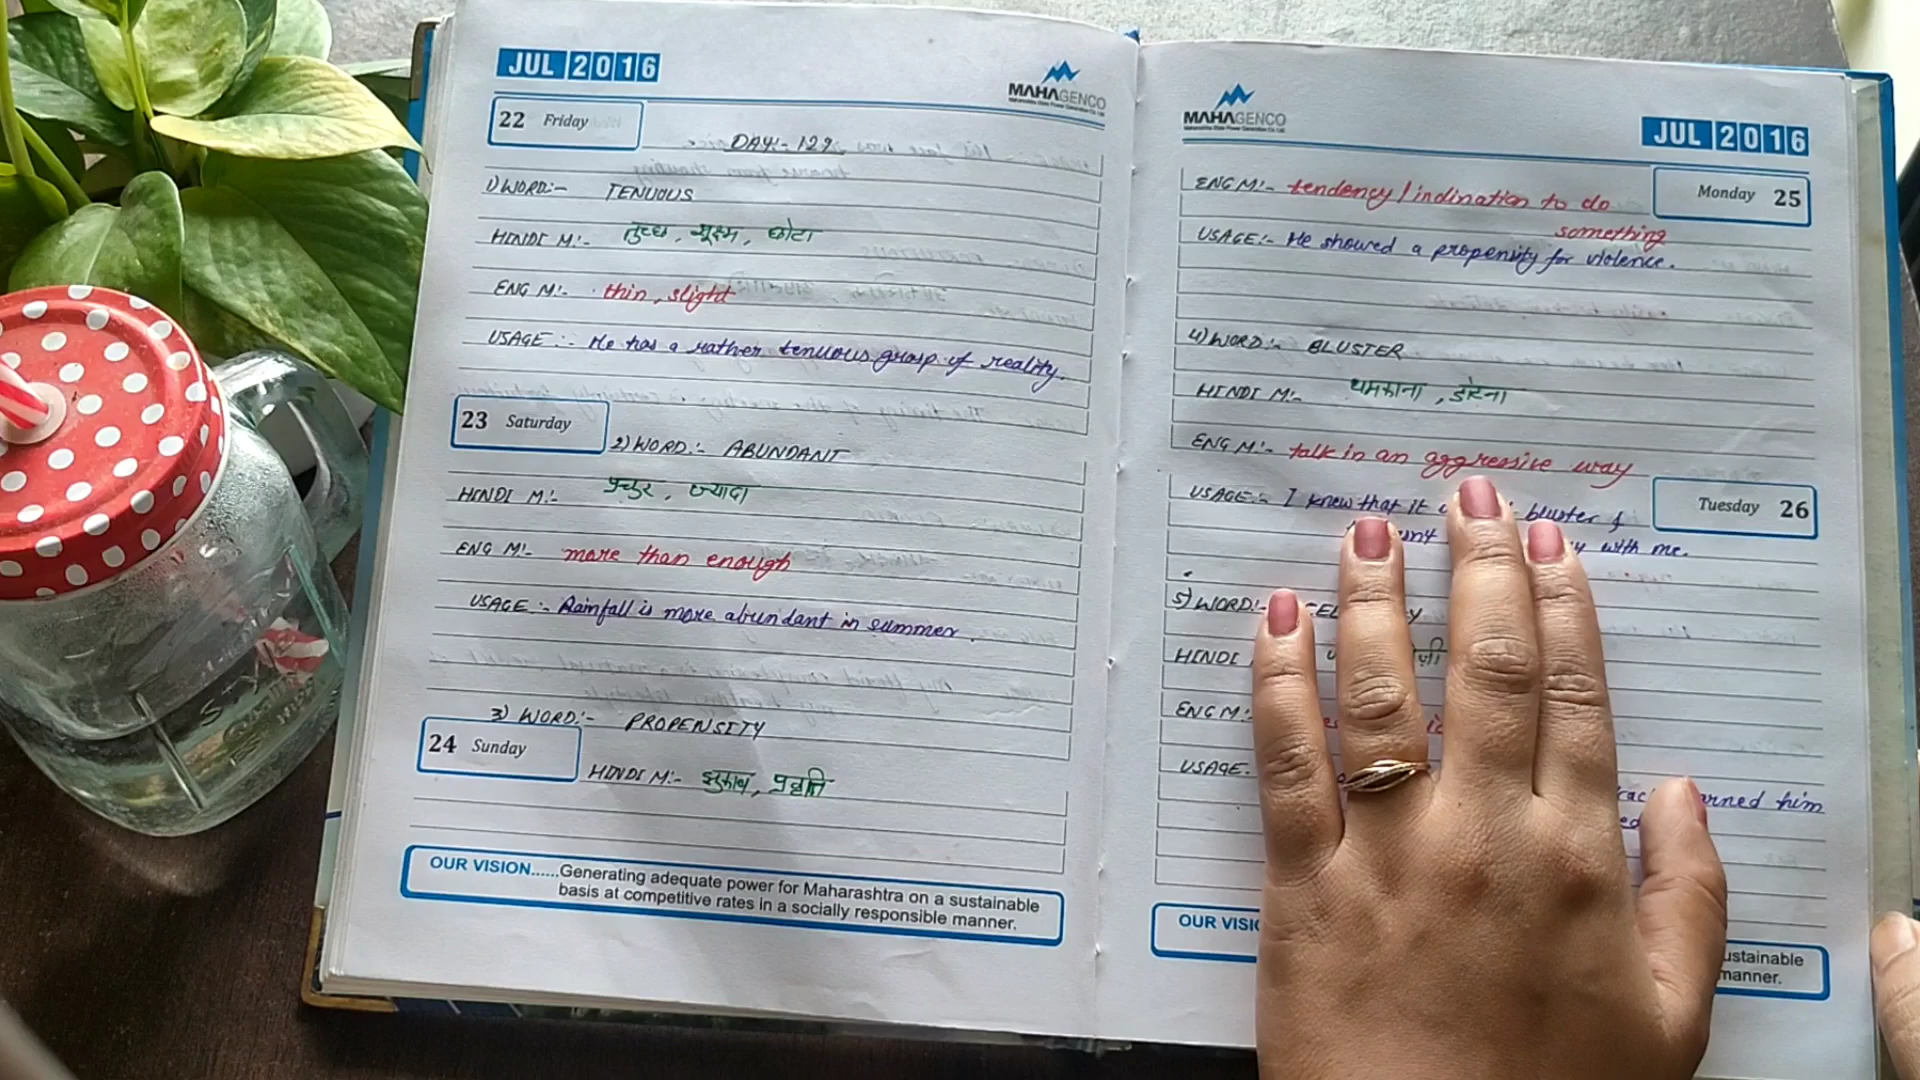 JUL 2016
MAHAGENCO
22 Friday
DAY:- 129
1) WORD:- TENUOUS
HINDI M:- तुच्छ, सूक्ष्म, छोटा
ENG M:- thin, slight
USAGE:- He has a rather tenuous grasp of reality.
23 Saturday
2) WORD:- ABUNDANT
HINDI M:- प्रचुर, ज्यादा
ENG M:- more than enough
USAGE:- Rainfall is more abundant in summer.
3) WORD:- PROPENSITY
24 Sunday
HINDI M:- झुकाव, प्रवृत्ति
OUR VISION......Generating adequate power for Maharashtra on a sustainable
basis at competitive rates in a socially responsible manner.
MAHAGENCO
JUL 2016
Monday 25
ENG M:- tendency / indination to do
something
USAGE:- He showed a propensity for violence.
4) WORD:- BLUSTER
HINDI M:- धमकाना, डांटना
ENG M:- talk in an aggressive way
Tuesday 26
USAGE:- I knew that it bluster &
with me.
5) WORD:-
HINDI
ENG M:-
USAGE.
him
OUR
manner.